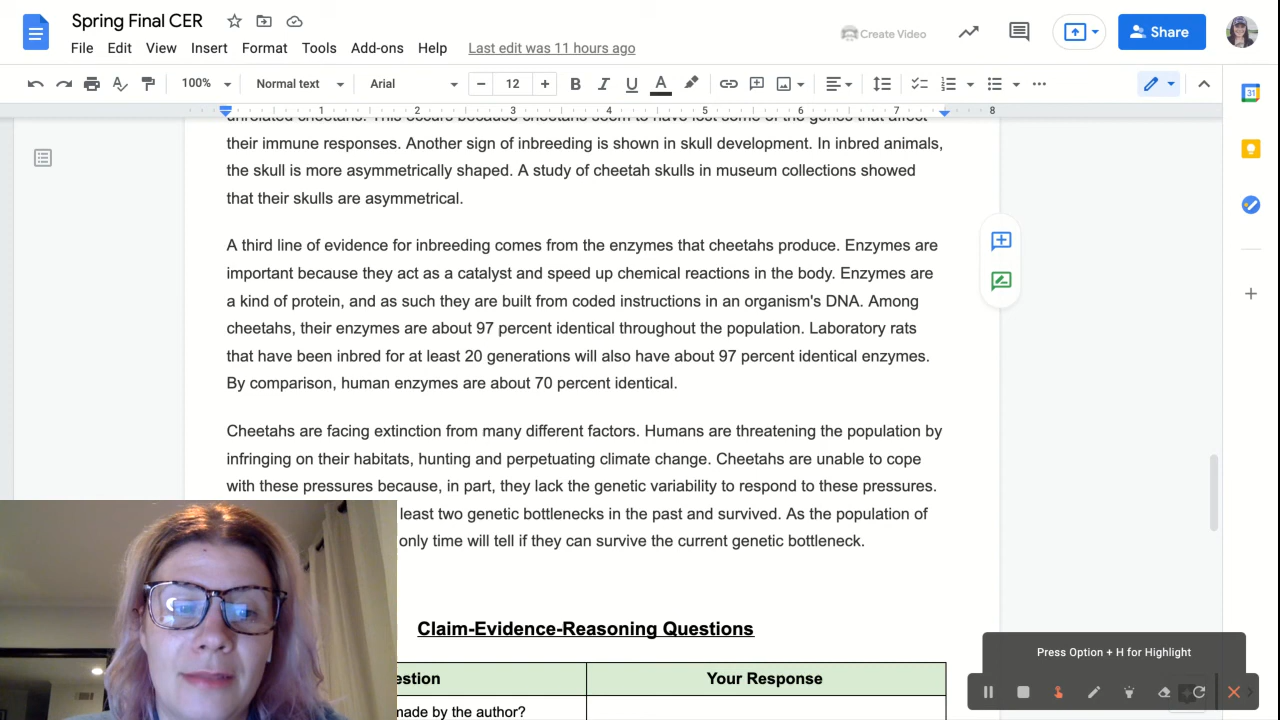 Spring Final CER
File Edit View Insert Format Tools Add-ons Help Last edit was 11 hours ago
Create Video
Share
100% Normal text Arial 12
1 2 3 4 5 6 7 8
31
their immune responses. Another sign of inbreeding is shown in skull development. In inbred animals,
the skull is more asymmetrically shaped. A study of cheetah skulls in museum collections showed
that their skulls are asymmetrical.
A third line of evidence for inbreeding comes from the enzymes that cheetahs produce. Enzymes are
important because they act as a catalyst and speed up chemical reactions in the body. Enzymes are
a kind of protein, and as such they are built from coded instructions in an organism's DNA. Among
cheetahs, their enzymes are about 97 percent identical throughout the population. Laboratory rats
that have been inbred for at least 20 generations will also have about 97 percent identical enzymes.
By comparison, human enzymes are about 70 percent identical.
Cheetahs are facing extinction from many different factors. Humans are threatening the population by
infringing on their habitats, hunting and perpetuating climate change. Cheetahs are unable to cope
with these pressures because, in part, they lack the genetic variability to respond to these pressures.
least two genetic bottlenecks in the past and survived. As the population of
only time will tell if they can survive the current genetic bottleneck.
Claim-Evidence-Reasoning Questions
estion Your Response
made by the author?
Press Option + H for Highlight